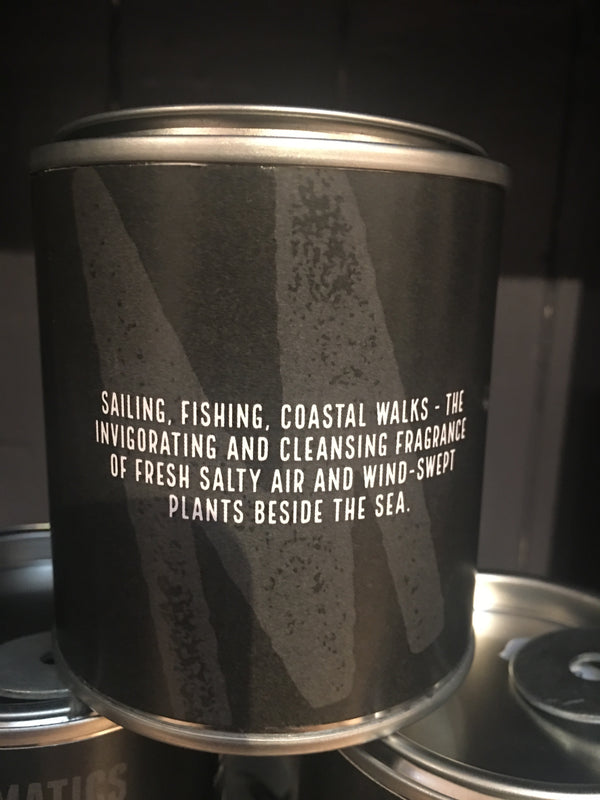 SAILING, FISHING, COASTAL WALKS - THE
INVIGORATING AND CLEANSING FRAGRANCE
OF FRESH SALTY AIR AND WIND-SWEPT
PLANTS BESIDE THE SEA.
MATICS